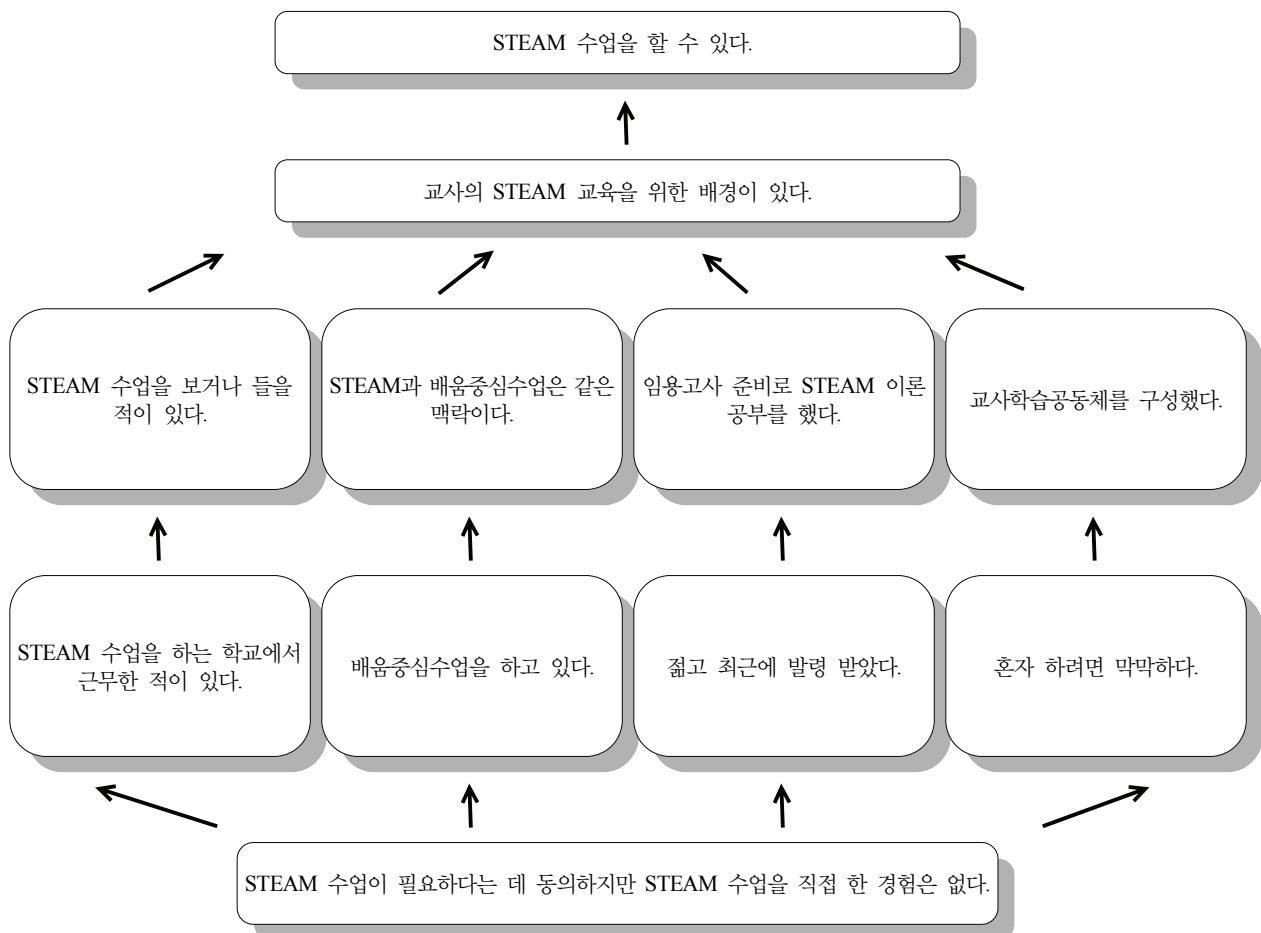 STEAM 수업을 할 수 있다.
교사의 STEAM 교육을 위한 배경이 있다.
STEAM 수업을 보거나 들을
적이 있다.
STEAM과 배움중심수업은 같은
맥락이다.
임용고사 준비로 STEAM 이론
공부를 했다.
교사학습공동체를 구성했다.
STEAM 수업을 하는 학교에서
근무한 적이 있다.
배움중심수업을 하고 있다.
젊고 최근에 발령 받았다.
혼자 하려면 막막하다.
STEAM 수업이 필요하다는 데 동의하지만 STEAM 수업을 직접 한 경험은 없다.